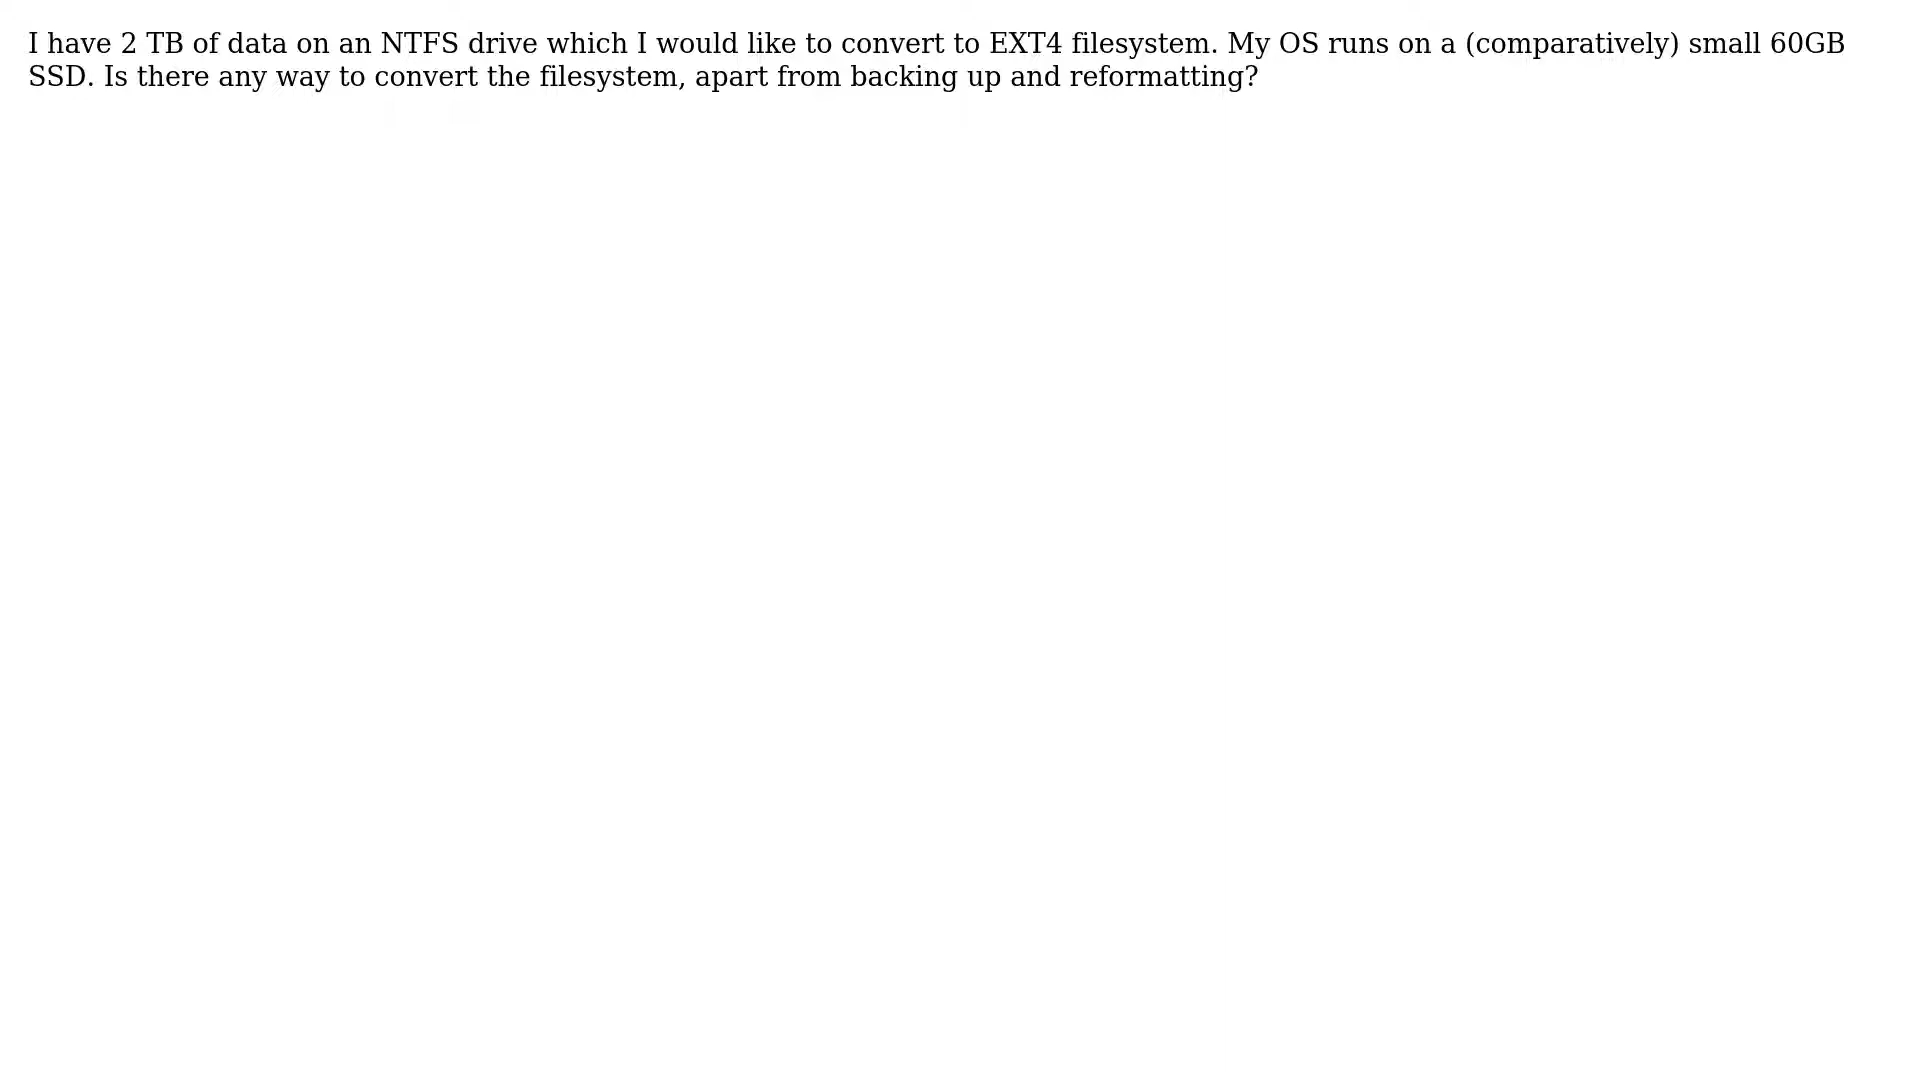 I have 2 TB of data on an NTFS drive which I would like to convert to EXT4 filesystem. My OS runs on a (comparatively) small 60GB
SSD. Is there any way to convert the filesystem, apart from backing up and reformatting?